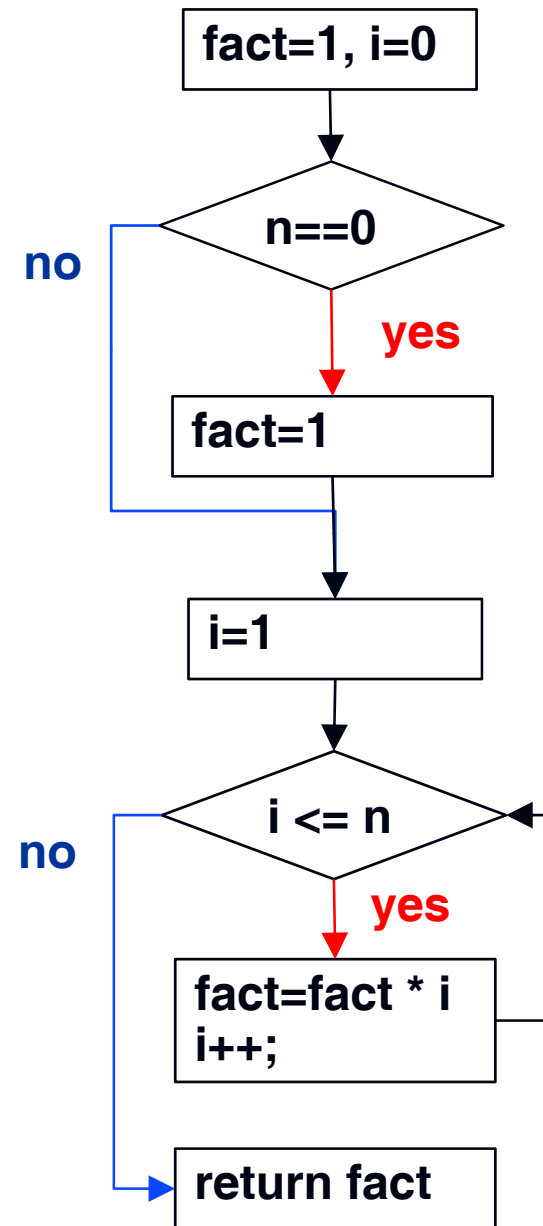 fact=1, i=0
n==0
no
yes
fact=1
i=1
i <= n
no
yes
fact=fact * i
i++;
return fact